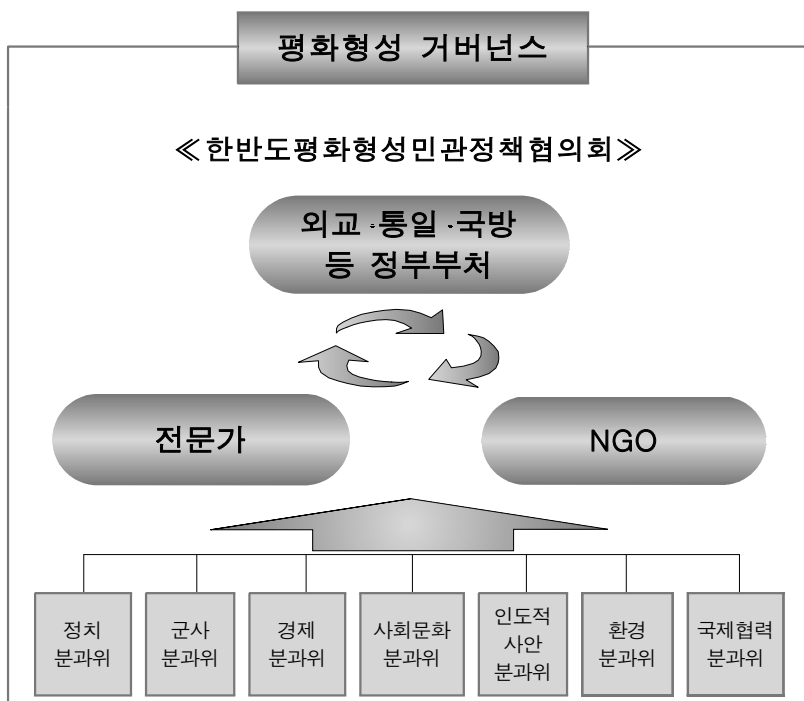 평화형성 거버넌스
≪한반도평화형성민관정책협의회≫
외교·통일·국방
등 정부부처
전문가
NGO
정치
분과위
군사
분과위
경제
분과위
사회문화
분과위
인도적
사안
분과위
환경
분과위
국제협력
분과위